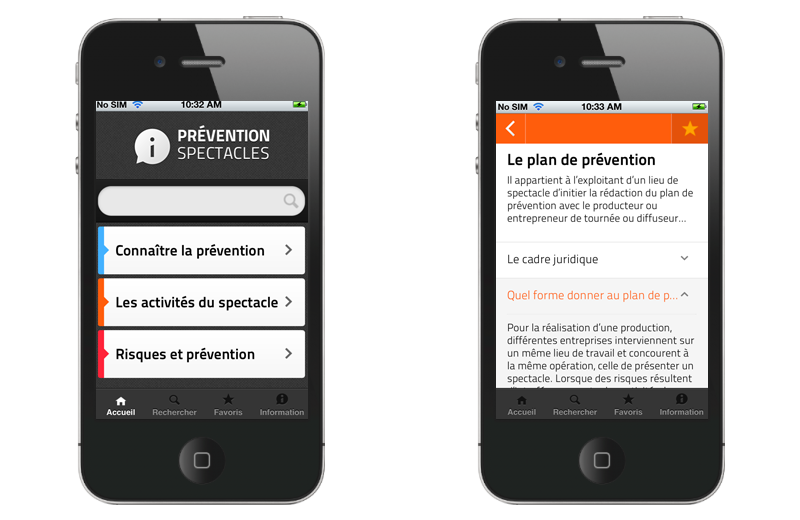 No SIM 10:32 AM
PRÉVENTION
SPECTACLES
Connaître la prévention
Les activités du spectacle
Risques et prévention
Accueil Rechercher Favoris Information
No SIM 10:33 AM
Le plan de prévention
Il appartient à l'exploitant d'un lieu de
spectacle d'initier la rédaction du plan de
prévention avec le producteur ou
entrepreneur de tournée ou diffuseur...
Le cadre juridique
Quel forme donner au plan de p...
Pour la réalisation d'une production,
différentes entreprises interviennent sur
un même lieu de travail et concourent à
la même opération, celle de présenter un
spectacle. Lorsque des risques résultent
Accueil Rechercher Favoris Information